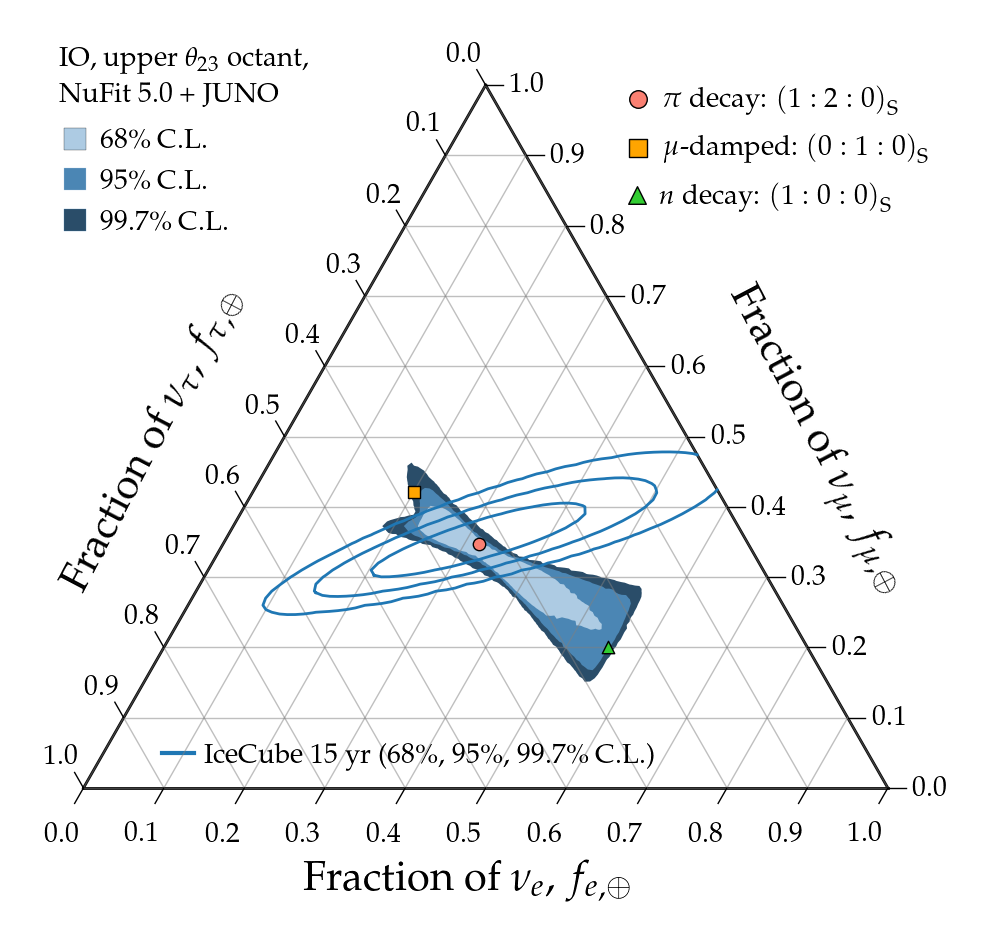 IO, upper θ23 octant,
NuFit 5.0 + JUNO
68% C.L.
95% C.L.
99.7% C.L.
π decay: (1 : 2 : 0)S
μ-damped: (0 : 1 : 0)S
n decay: (1 : 0 : 0)S
Fraction of ντ, fτ,⊕
0.0
0.1
0.2
0.3
0.4
0.5
0.6
0.7
0.8
0.9
1.0
Fraction of νμ, fμ,⊕
1.0
0.9
0.8
0.7
0.6
0.5
0.4
0.3
0.2
0.1
0.0
IceCube 15 yr (68%, 95%, 99.7% C.L.)
0.0 0.1 0.2 0.3 0.4 0.5 0.6 0.7 0.8 0.9 1.0
Fraction of νe, fe,⊕